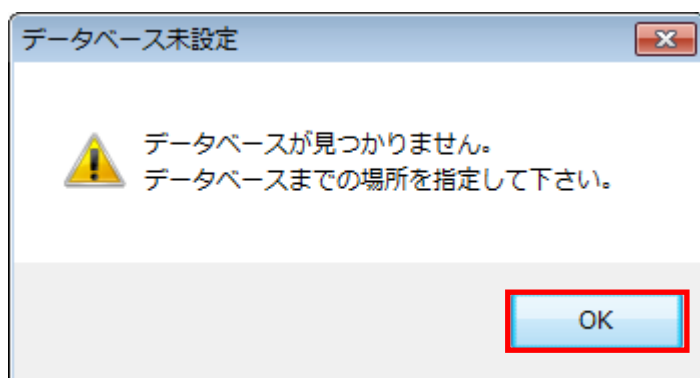 データベース未設定
データベースが見つかりません。
データベースまでの場所を指定して下さい。
OK